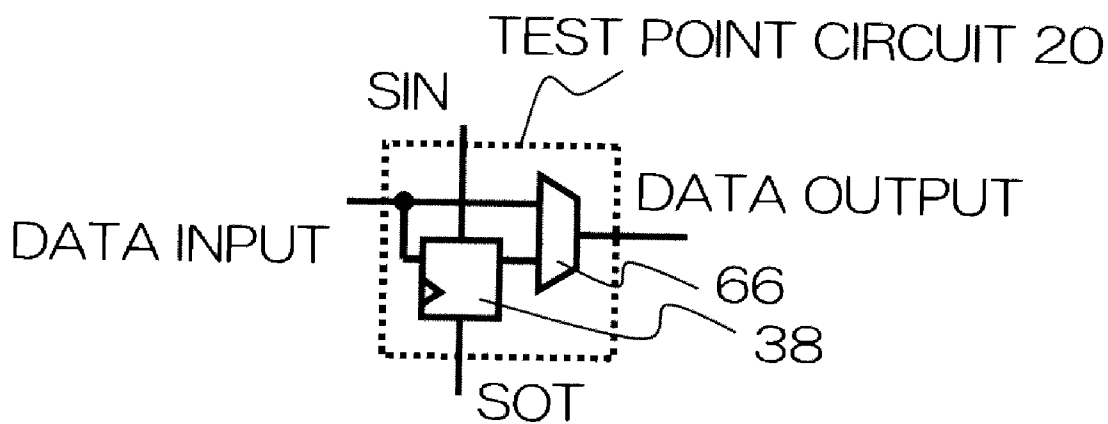 TEST POINT CIRCUIT 20
SIN
DATA OUTPUT
DATA INPUT
66
38
SOT